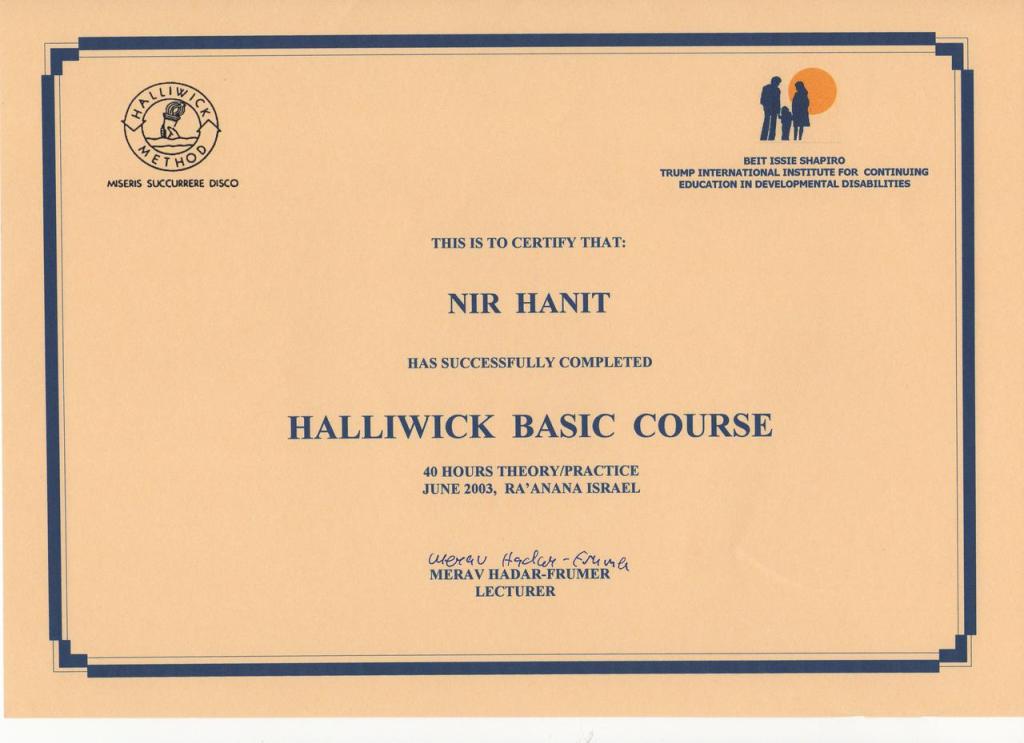 HALLIWICK
METHOD
MISERIS SUCCURRERE DISCO
BEIT ISSIE SHAPIRO
TRUMP INTERNATIONAL INSTITUTE FOR CONTINUING
EDUCATION IN DEVELOPMENTAL DISABILITIES
THIS IS TO CERTIFY THAT:
NIR HANIT
HAS SUCCESSFULLY COMPLETED
HALLIWICK BASIC COURSE
40 HOURS THEORY/PRACTICE
JUNE 2003, RA'ANANA ISRAEL
Merav Hadar-Frumer
MERAV HADAR-FRUMER
LECTURER